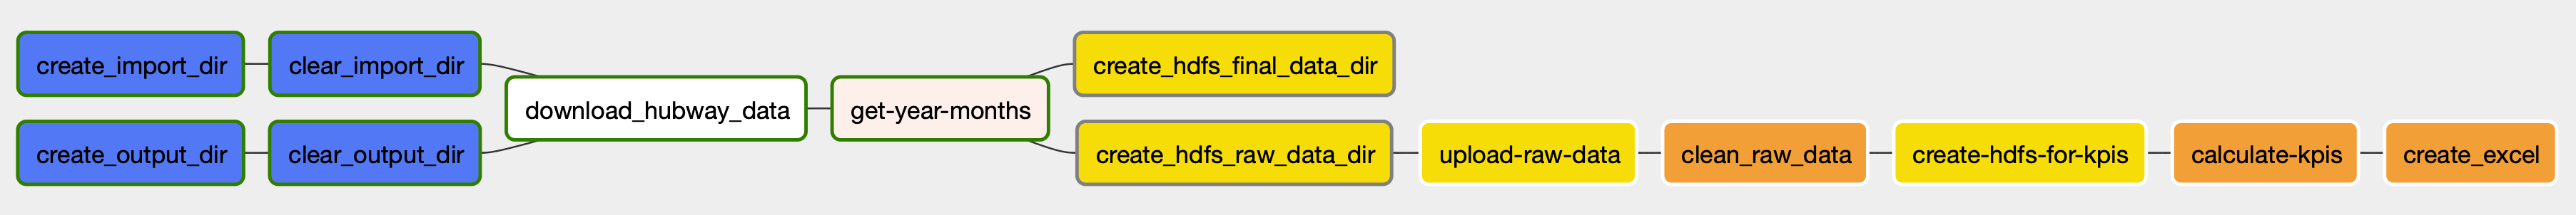 create_import_dir
clear_import_dir
create_output_dir
clear_output_dir
download_hubway_data
get-year-months
create_hdfs_final_data_dir
create_hdfs_raw_data_dir
upload-raw-data
clean_raw_data
create-hdfs-for-kpis
calculate-kpis
create_excel